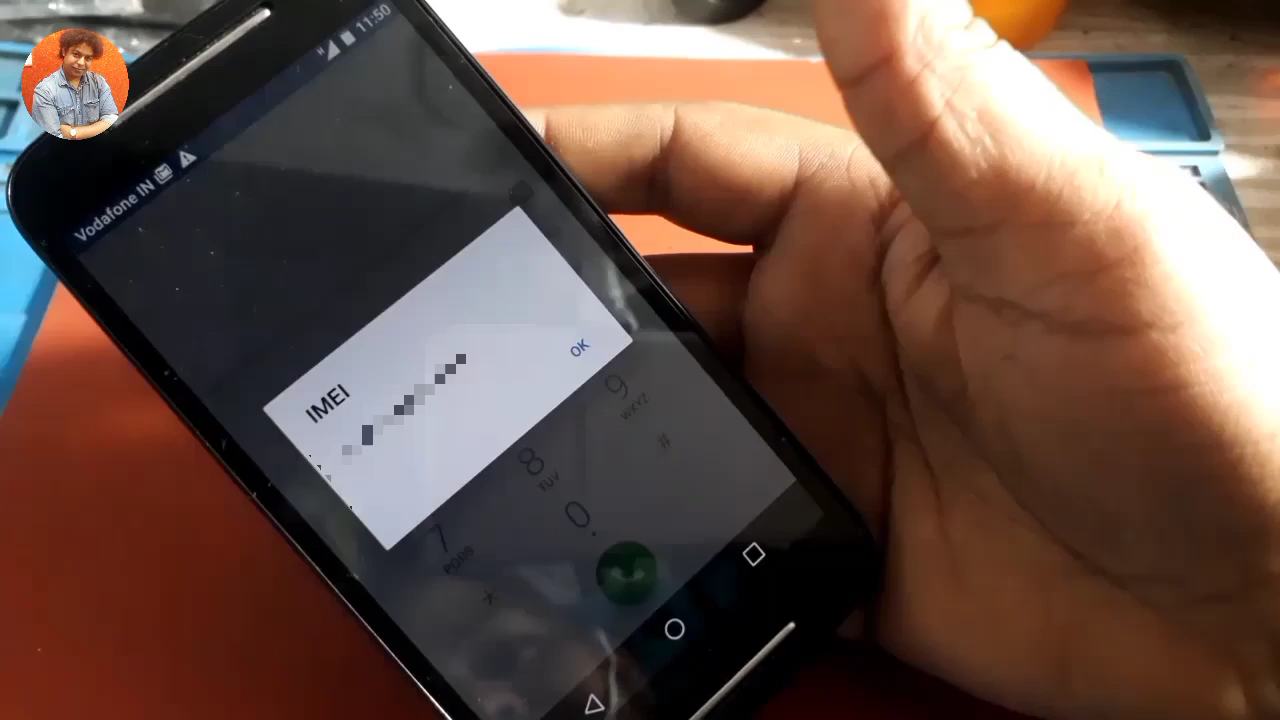 Vodafone IN
H 11:50
IMEI
OK
7 PQRS
8 TUV
9 WXYZ
*
0
#